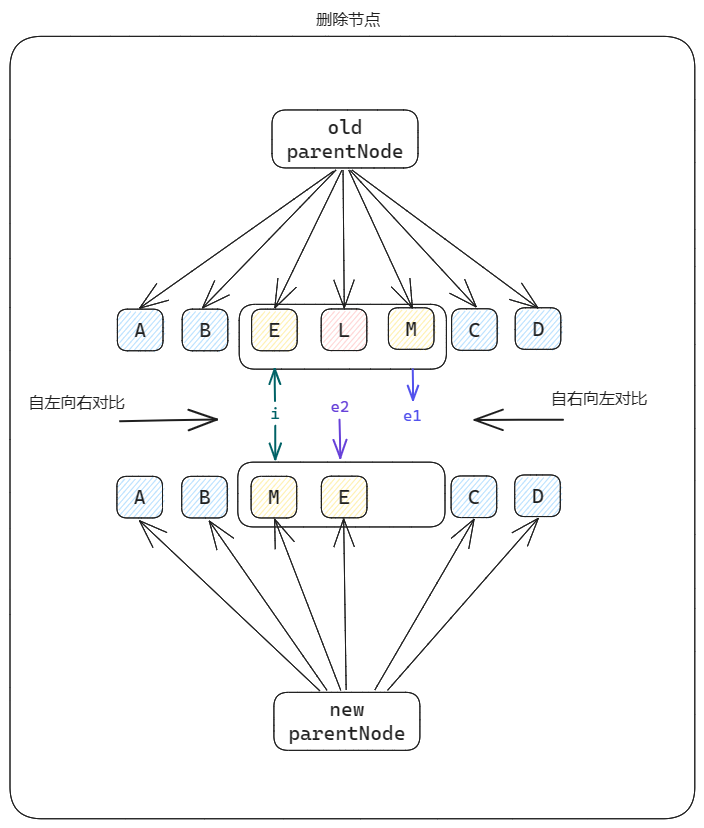 删除节点
old
parentNode
A B E L M C D
自左向右对比
i
e2
e1
自右向左对比
A B M E C D
new
parentNode